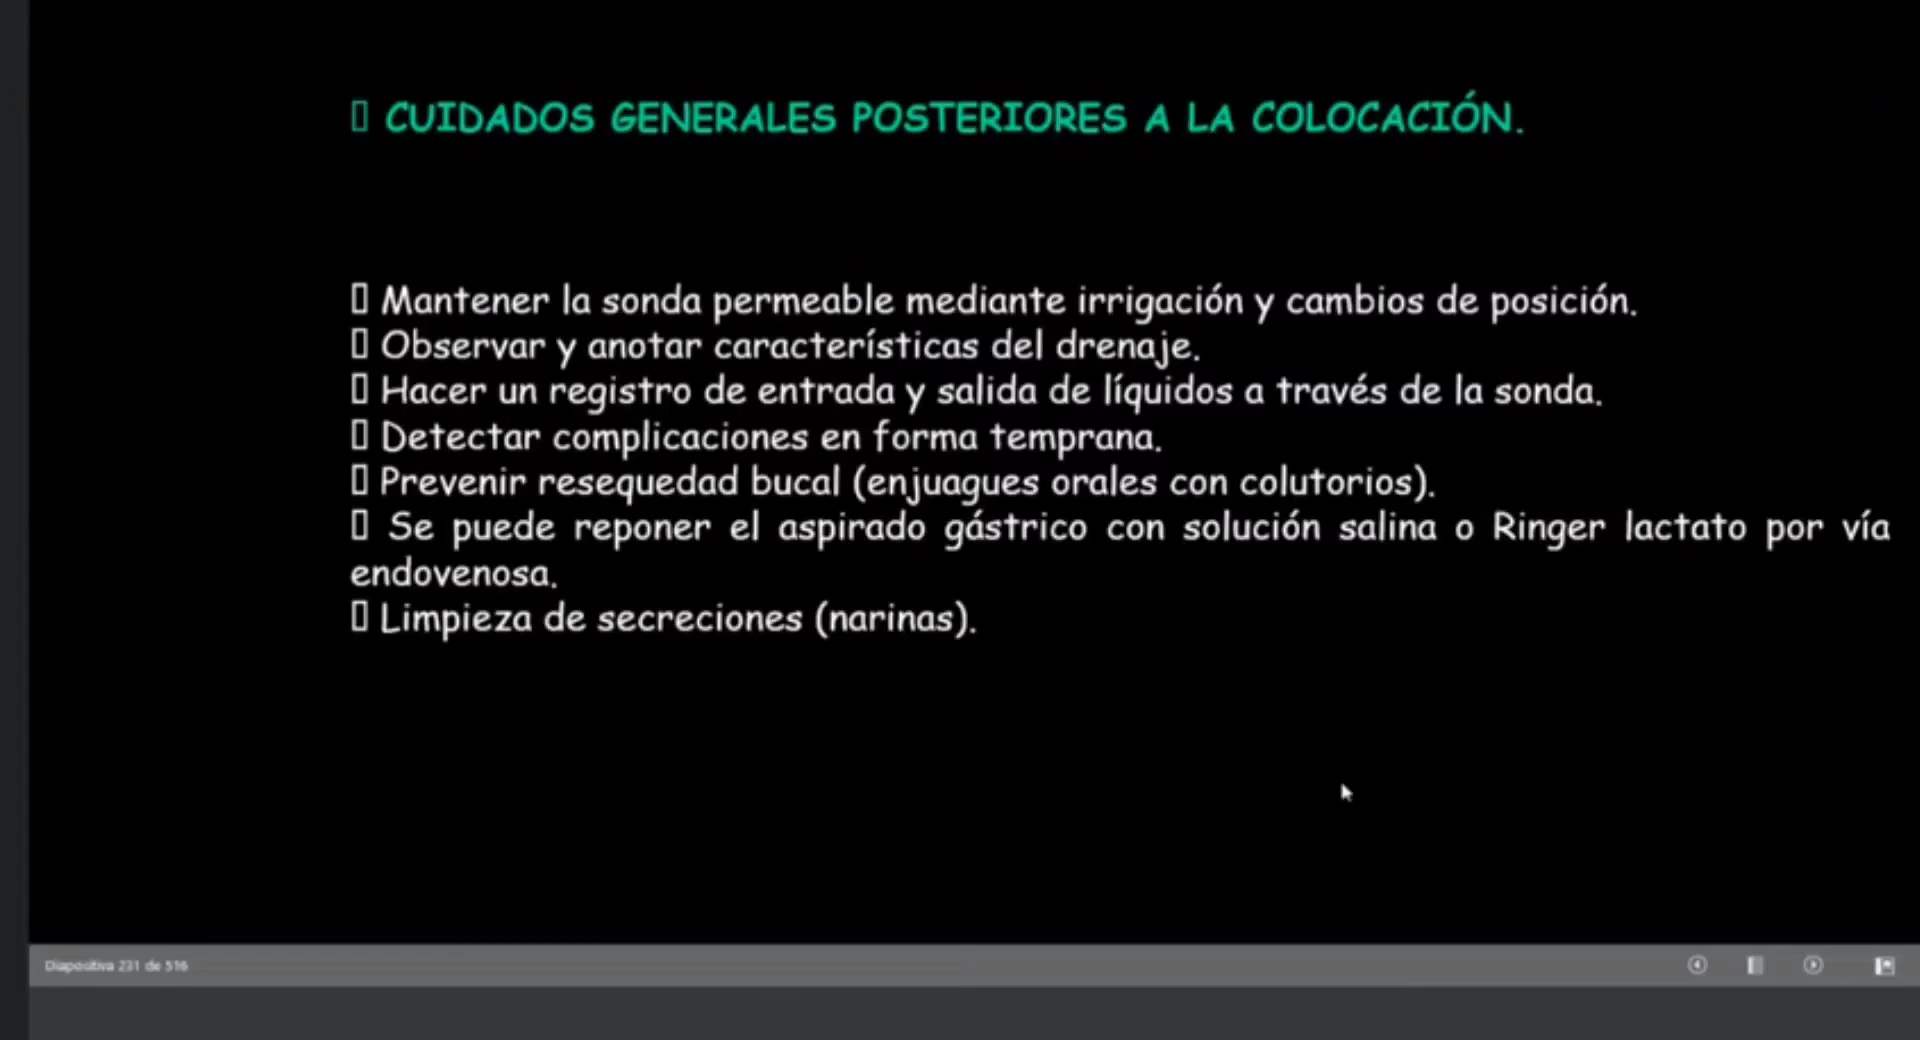 CUIDADOS GENERALES POSTERIORES A LA COLOCACIÓN.
Mantener la sonda permeable mediante irrigación y cambios de posición.
Observar y anotar características del drenaje.
Hacer un registro de entrada y salida de líquidos a través de la sonda.
Detectar complicaciones en forma temprana.
Prevenir resequedad bucal (enjuagues orales con colutorios).
Se puede reponer el aspirado gástrico con solución salina o Ringer lactato por vía
endovenosa.
Limpieza de secreciones (narinas).
Diapositiva 231 de 516